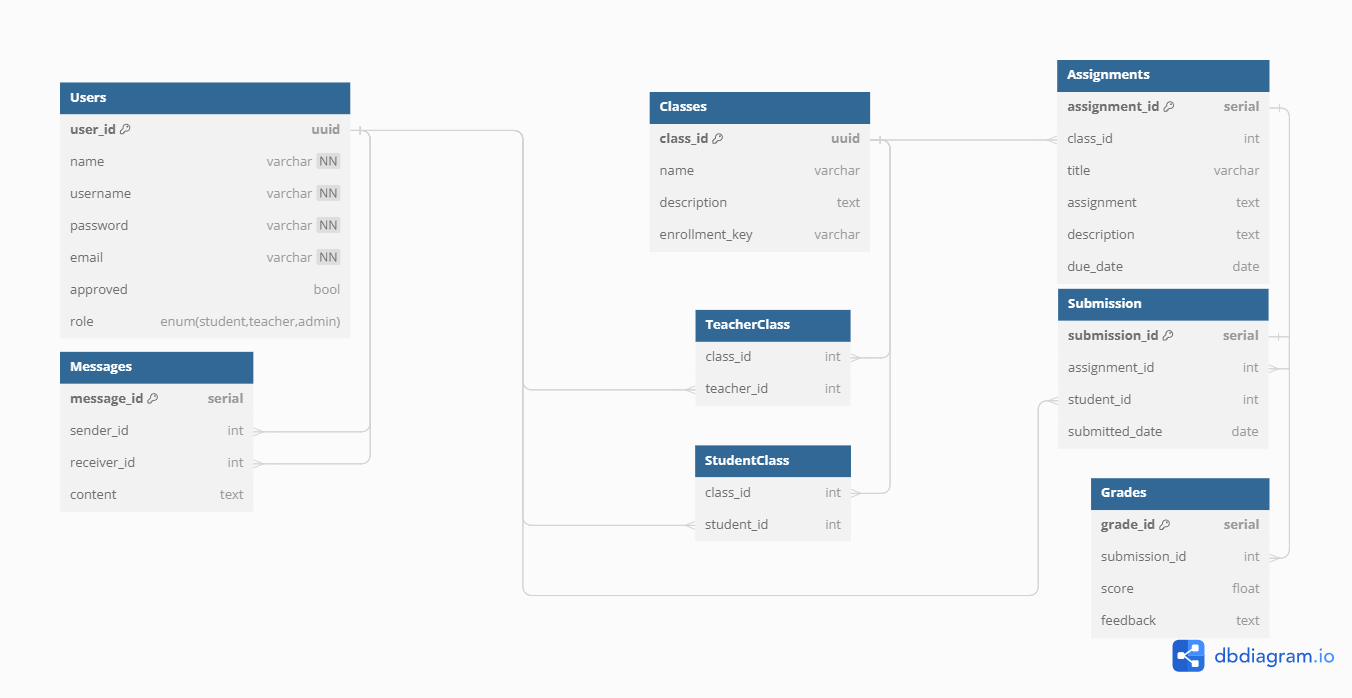 Users
user_id uuid
name varchar NN
username varchar NN
password varchar NN
email varchar NN
approved bool
role enum(student,teacher,admin)
Messages
message_id serial
sender_id int
receiver_id int
content text
Classes
class_id uuid
name varchar
description text
enrollment_key varchar
TeacherClass
class_id int
teacher_id int
StudentClass
class_id int
student_id int
Assignments
assignment_id serial
class_id int
title varchar
assignment text
description text
due_date date
Submission
submission_id serial
assignment_id int
student_id int
submitted_date date
Grades
grade_id serial
submission_id int
score float
feedback text
dbdiagram.io